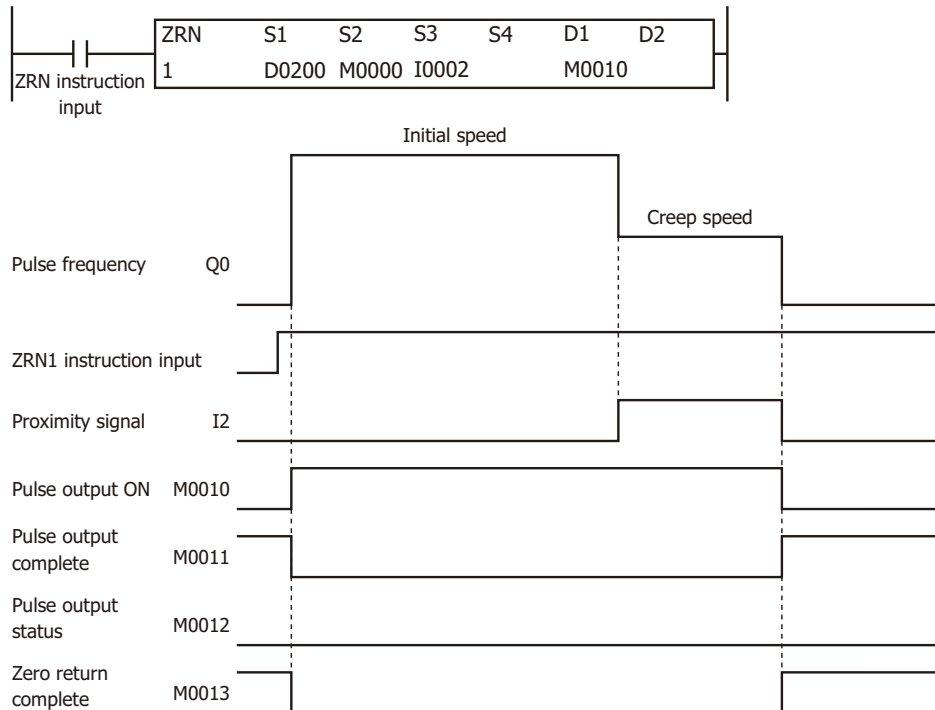 ZRN S1 S2 S3 S4 D1 D2
1 D0200 M0000 I0002 M0010
ZRN instruction
input
Initial speed
Creep speed
Pulse frequency Q0
ZRN1 instruction input
Proximity signal I2
Pulse output ON M0010
Pulse output
complete M0011
Pulse output
status M0012
Zero return
complete M0013